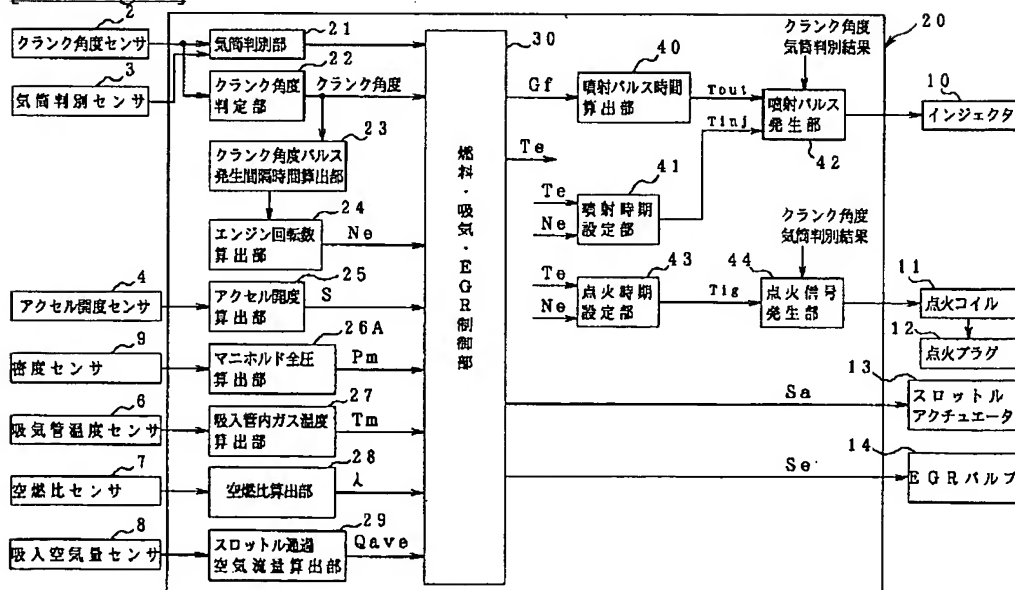 2
クランク角度センサ
3
気筒判別センサ
4
アクセル開度センサ
9
密度センサ
6
吸気管温度センサ
7
空燃比センサ
8
吸入空気量センサ
21
気筒判別部
22
クランク角度
判定部
クランク角度
23
クランク角度パルス
発生間隔時間算出部
24
エンジン回転数
算出部
Ne
25
アクセル開度
算出部
S
26A
マニホルド全圧
算出部
Pm
27
吸入管内ガス温度
算出部
Tm
28
空燃比算出部
λ
29
スロットル通過
空気流量算出部
Qave
30
燃料・吸気・EGR制御部
Gf
40
噴射パルス時間
算出部
Tout
クランク角度
気筒判別結果
20
噴射パルス
発生部
42
Tinj
10
インジェクタ
Te
Te
Ne
41
噴射時期
設定部
クランク角度
気筒判別結果
Te
Ne
43
点火時期
設定部
Tig
44
点火信号
発生部
11
点火コイル
12
点火プラグ
13
Sa
スロットル
アクチュエータ
14
Se
EGRバルブ